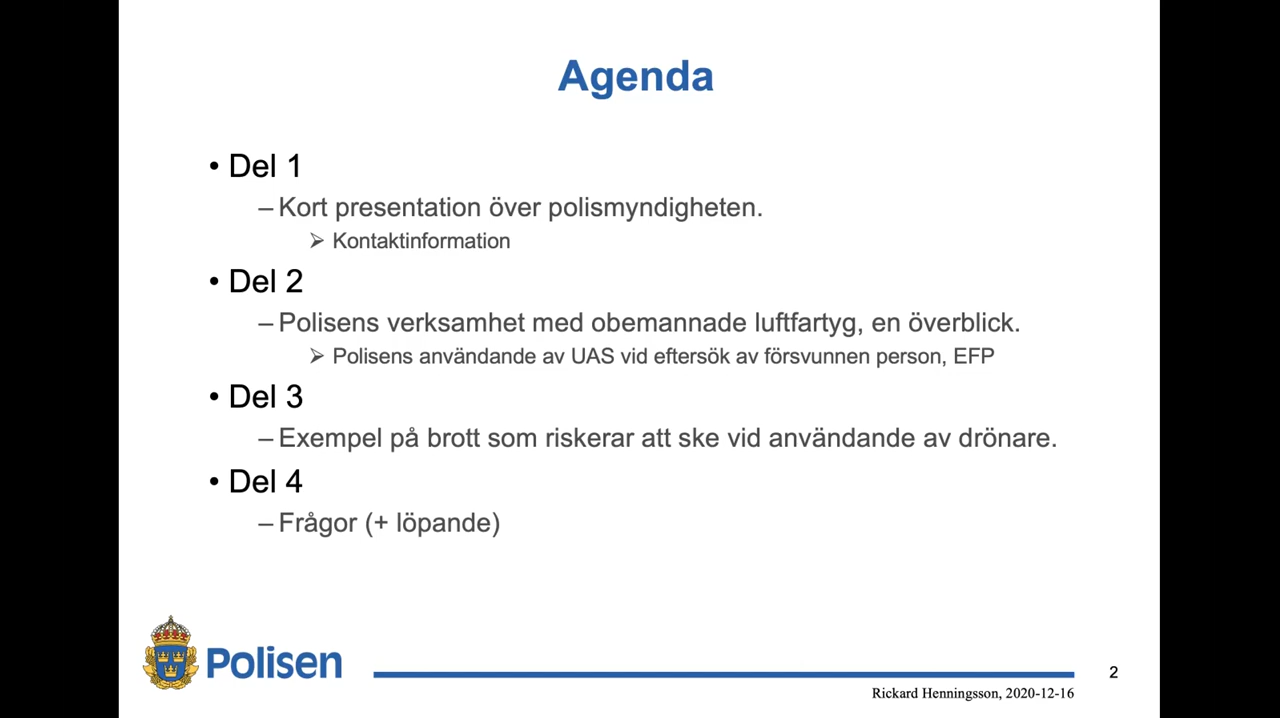 Agenda
• Del 1
– Kort presentation över polismyndigheten.
➢ Kontaktinformation
• Del 2
– Polisens verksamhet med obemannade luftfartyg, en överblick.
➢ Polisens användande av UAS vid eftersök av försvunnen person, EFP
• Del 3
– Exempel på brott som riskerar att ske vid användande av drönare.
• Del 4
– Frågor (+ löpande)
Polisen
2
Rickard Henningsson, 2020-12-16